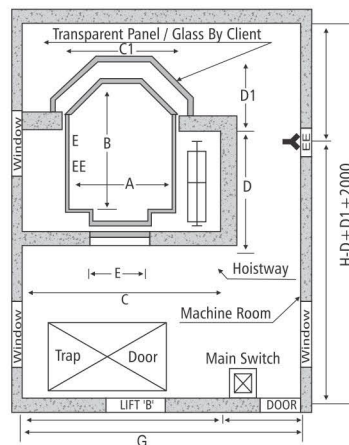 Transparent Panel / Glass By Client
C1
D1
Window
E
B
EE
EE
A
D
H-D+D1+2000
E
Hoistway
C
Machine Room
Window
Window
Trap
Door
Main Switch
LIFT 'B'
DOOR
G